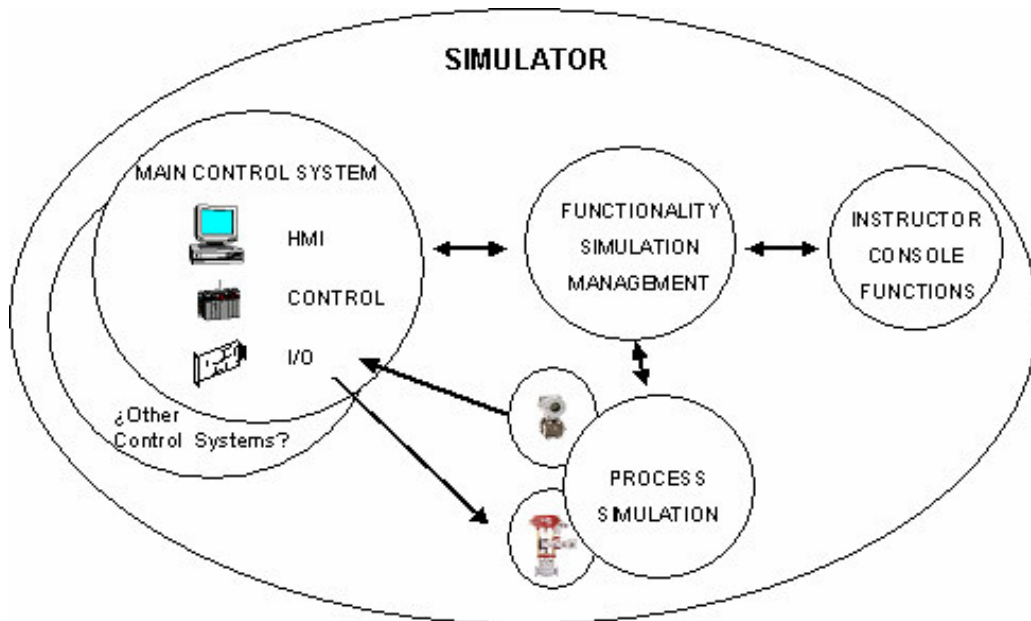 SIMULATOR
MAIN CONTROL SYSTEM
HMI
CONTROL
I/O
¿Other
Control Systems?
FUNCTIONALITY
SIMULATION
MANAGEMENT
INSTRUCTOR
CONSOLE
FUNCTIONS
PROCESS
SIMULATION